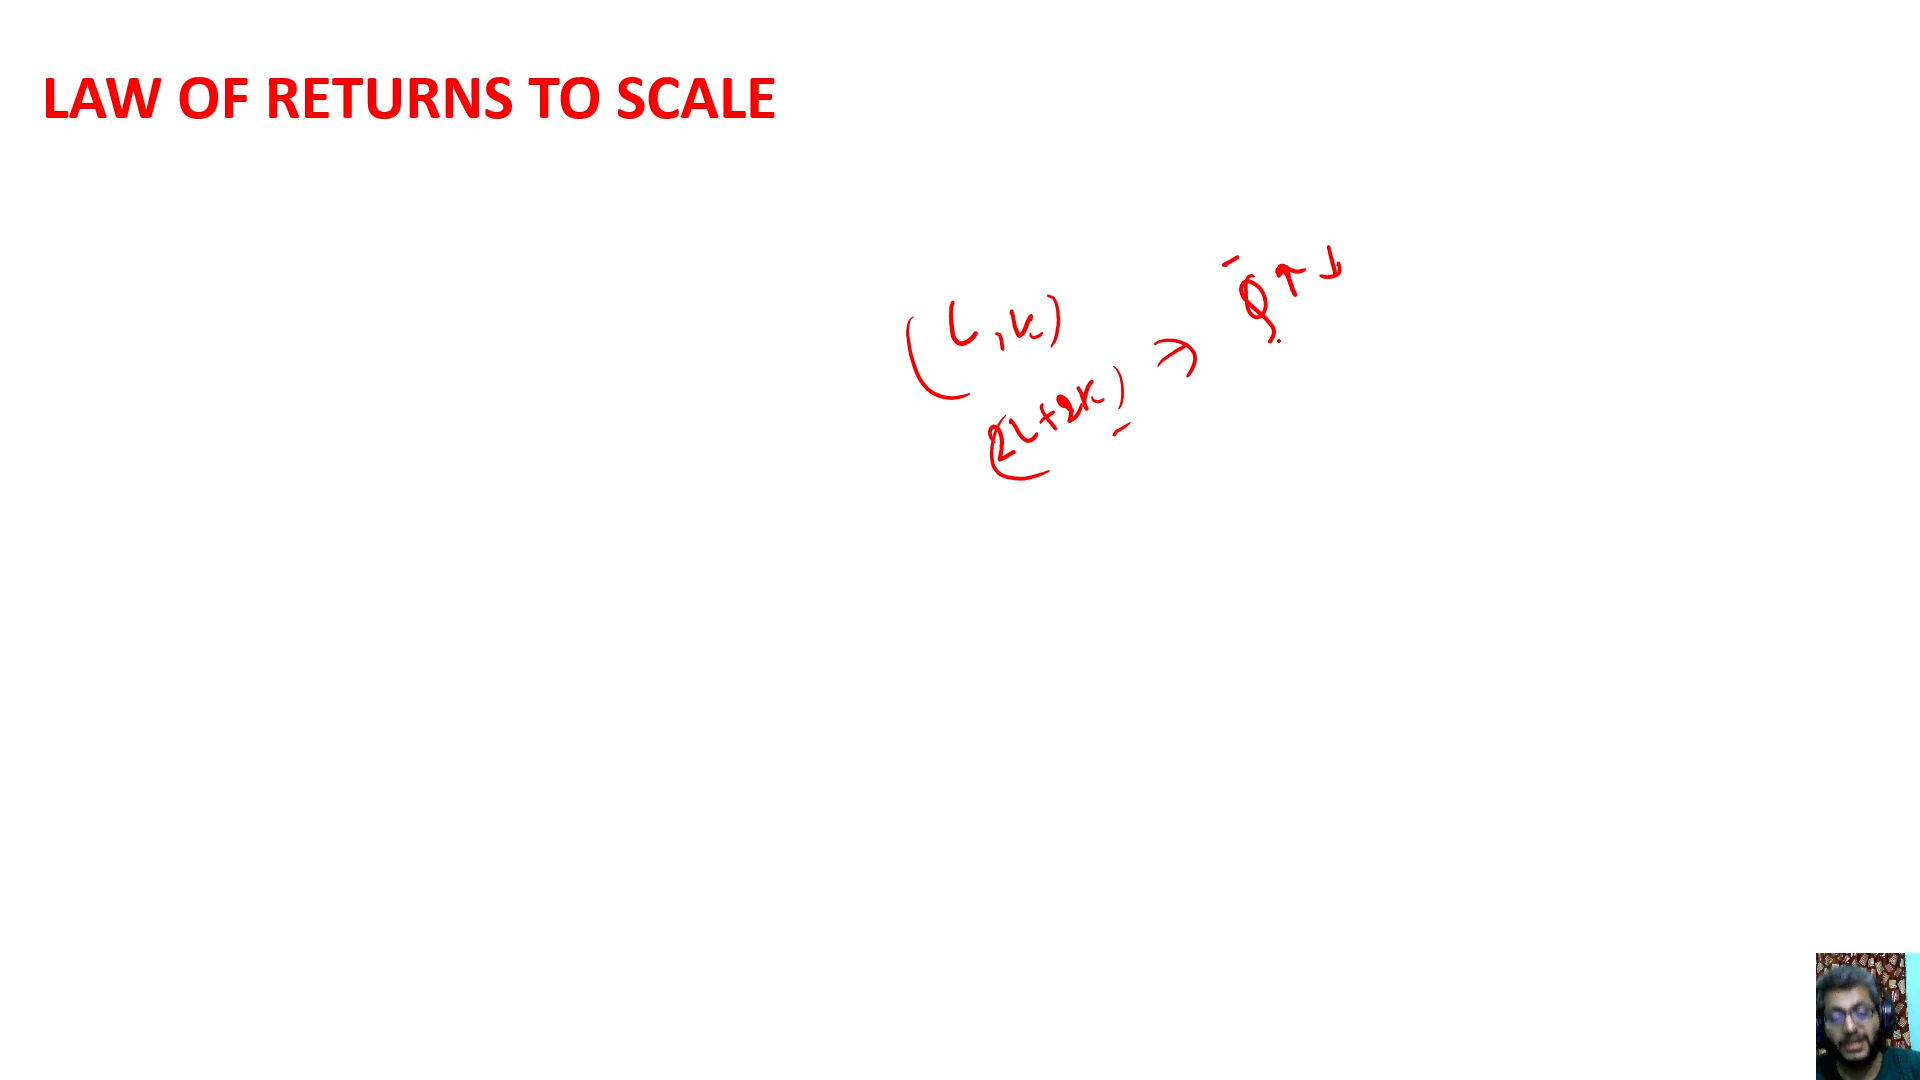 LAW OF RETURNS TO SCALE
(L, K)
(2L+2K) ⇒ Q↑↓